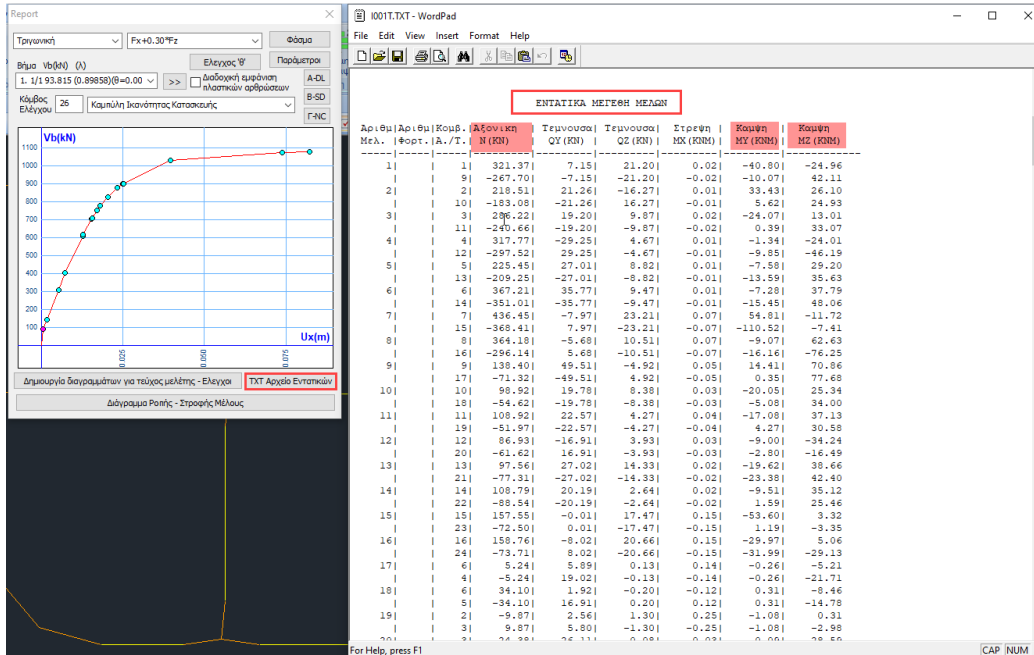 Report
Τριγωνική
Fx+0.30*Fz
Φάσμα
Βήμα Vb(kN) (λ)
Ελεγχος 'θ'
Παράμετροι
1. 1/1 93.815 (0.89858)(θ=0.00
>>
Διαδοχική εμφάνιση πλαστικών αρθρώσεων
A-DL
B-SD
Γ-NC
Κόμβος Ελέγχου
26
Καμπύλη Ικανότητας Κατασκευής
Vb(kN)
1100
1000
900
800
700
600
500
400
300
200
100
Ux(m)
0.025
0.050
0.075
Δημιουργία διαγραμμάτων για τεύχος μελέτης - Ελεγχοι
TXT Αρχείο Εντατικών
Διάγραμμα Ροπής - Στροφής Μέλους
I001T.TXT - WordPad
File Edit View Insert Format Help
ΕΝΤΑΤΙΚΑ ΜΕΓΕΘΗ ΜΕΛΩΝ
Αριθμ|Αριθμ|Κομβ.|Αξονικη | Τεμνουσα| Τεμνουσα| Στρεψη | Καμψη | Καμψη
Μελ. |Φορτ.|Α./Τ.| N(KN) | QY(KN) | QZ(KN)| MX(KNM)| MY(KNM)| MZ(KNM)
1| | 1| 321.37| 7.15| 21.20| 0.02| -40.80| -24.96
| | 9| -267.70| -7.15| -21.20| -0.02| -10.07| 42.11
2| | 2| 218.51| 21.26| -16.27| 0.01| 33.43| 26.10
| | 10| -183.08| -21.26| 16.27| -0.01| 5.62| 24.93
3| | 3| 286.22| 19.20| 9.87| 0.02| -24.07| 13.01
| | 11| -240.66| -19.20| -9.87| -0.02| 0.39| 33.07
4| | 4| 317.77| -29.25| 4.67| 0.01| -1.34| -24.01
| | 12| -297.52| 29.25| -4.67| -0.01| -9.85| -46.19
5| | 5| 225.45| 27.01| 8.82| 0.01| -7.58| 29.20
| | 13| -209.25| -27.01| -8.82| -0.01| -13.59| 35.63
6| | 6| 367.21| 35.77| 9.47| 0.01| -7.28| 37.79
| | 14| -351.01| -35.77| -9.47| -0.01| -15.45| 48.06
7| | 7| 436.45| -7.97| 23.21| 0.07| 54.81| -11.72
| | 15| -368.41| 7.97| -23.21| -0.07| -110.52| -7.41
8| | 8| 364.18| -5.68| 10.51| 0.07| -9.07| 62.63
| | 16| -296.14| 5.68| -10.51| -0.07| -16.16| -76.25
9| | 9| 138.40| 49.51| -4.92| 0.05| 14.41| 70.86
| | 17| -71.32| -49.51| 4.92| -0.05| 0.35| 77.68
10| | 10| 98.92| 19.78| 8.38| 0.03| -20.05| 25.34
| | 18| -54.62| -19.78| -8.38| -0.03| -5.08| 34.00
11| | 11| 108.92| 22.57| 4.27| 0.04| -17.08| 37.13
| | 19| -51.97| -22.57| -4.27| -0.04| 4.27| 30.58
12| | 12| 86.93| -16.91| 3.93| 0.03| -9.00| -34.24
| | 20| -61.62| 16.91| -3.93| -0.03| -2.80| -16.49
13| | 13| 97.56| 27.02| 14.33| 0.02| -19.62| 38.66
| | 21| -77.31| -27.02| -14.33| -0.02| -23.38| 42.40
14| | 14| 108.79| 20.19| 2.64| 0.02| -9.51| 35.12
| | 22| -88.54| -20.19| -2.64| -0.02| 1.59| 25.46
15| | 15| 157.55| -0.01| 17.47| 0.15| -53.60| 3.32
| | 23| -72.50| 0.01| -17.47| -0.15| 1.19| -3.35
16| | 16| 158.76| -8.02| 20.66| 0.15| -29.97| 5.06
| | 24| -73.71| 8.02| -20.66| -0.15| -31.99| -29.13
17| | 6| 5.24| 5.89| 0.13| 0.14| -0.26| -5.21
| | 4| -5.24| 19.02| -0.13| -0.14| -0.26| -21.71
18| | 6| 34.10| 1.92| -0.20| -0.12| 0.31| -8.46
| | 5| -34.10| 16.91| 0.20| 0.12| 0.31| -14.78
19| | 2| -9.87| 2.56| 1.30| 0.25| -1.08| 0.31
| | 3| 9.87| 5.80| -1.30| -0.25| -1.08| -2.98
For Help, press F1
CAP NUM